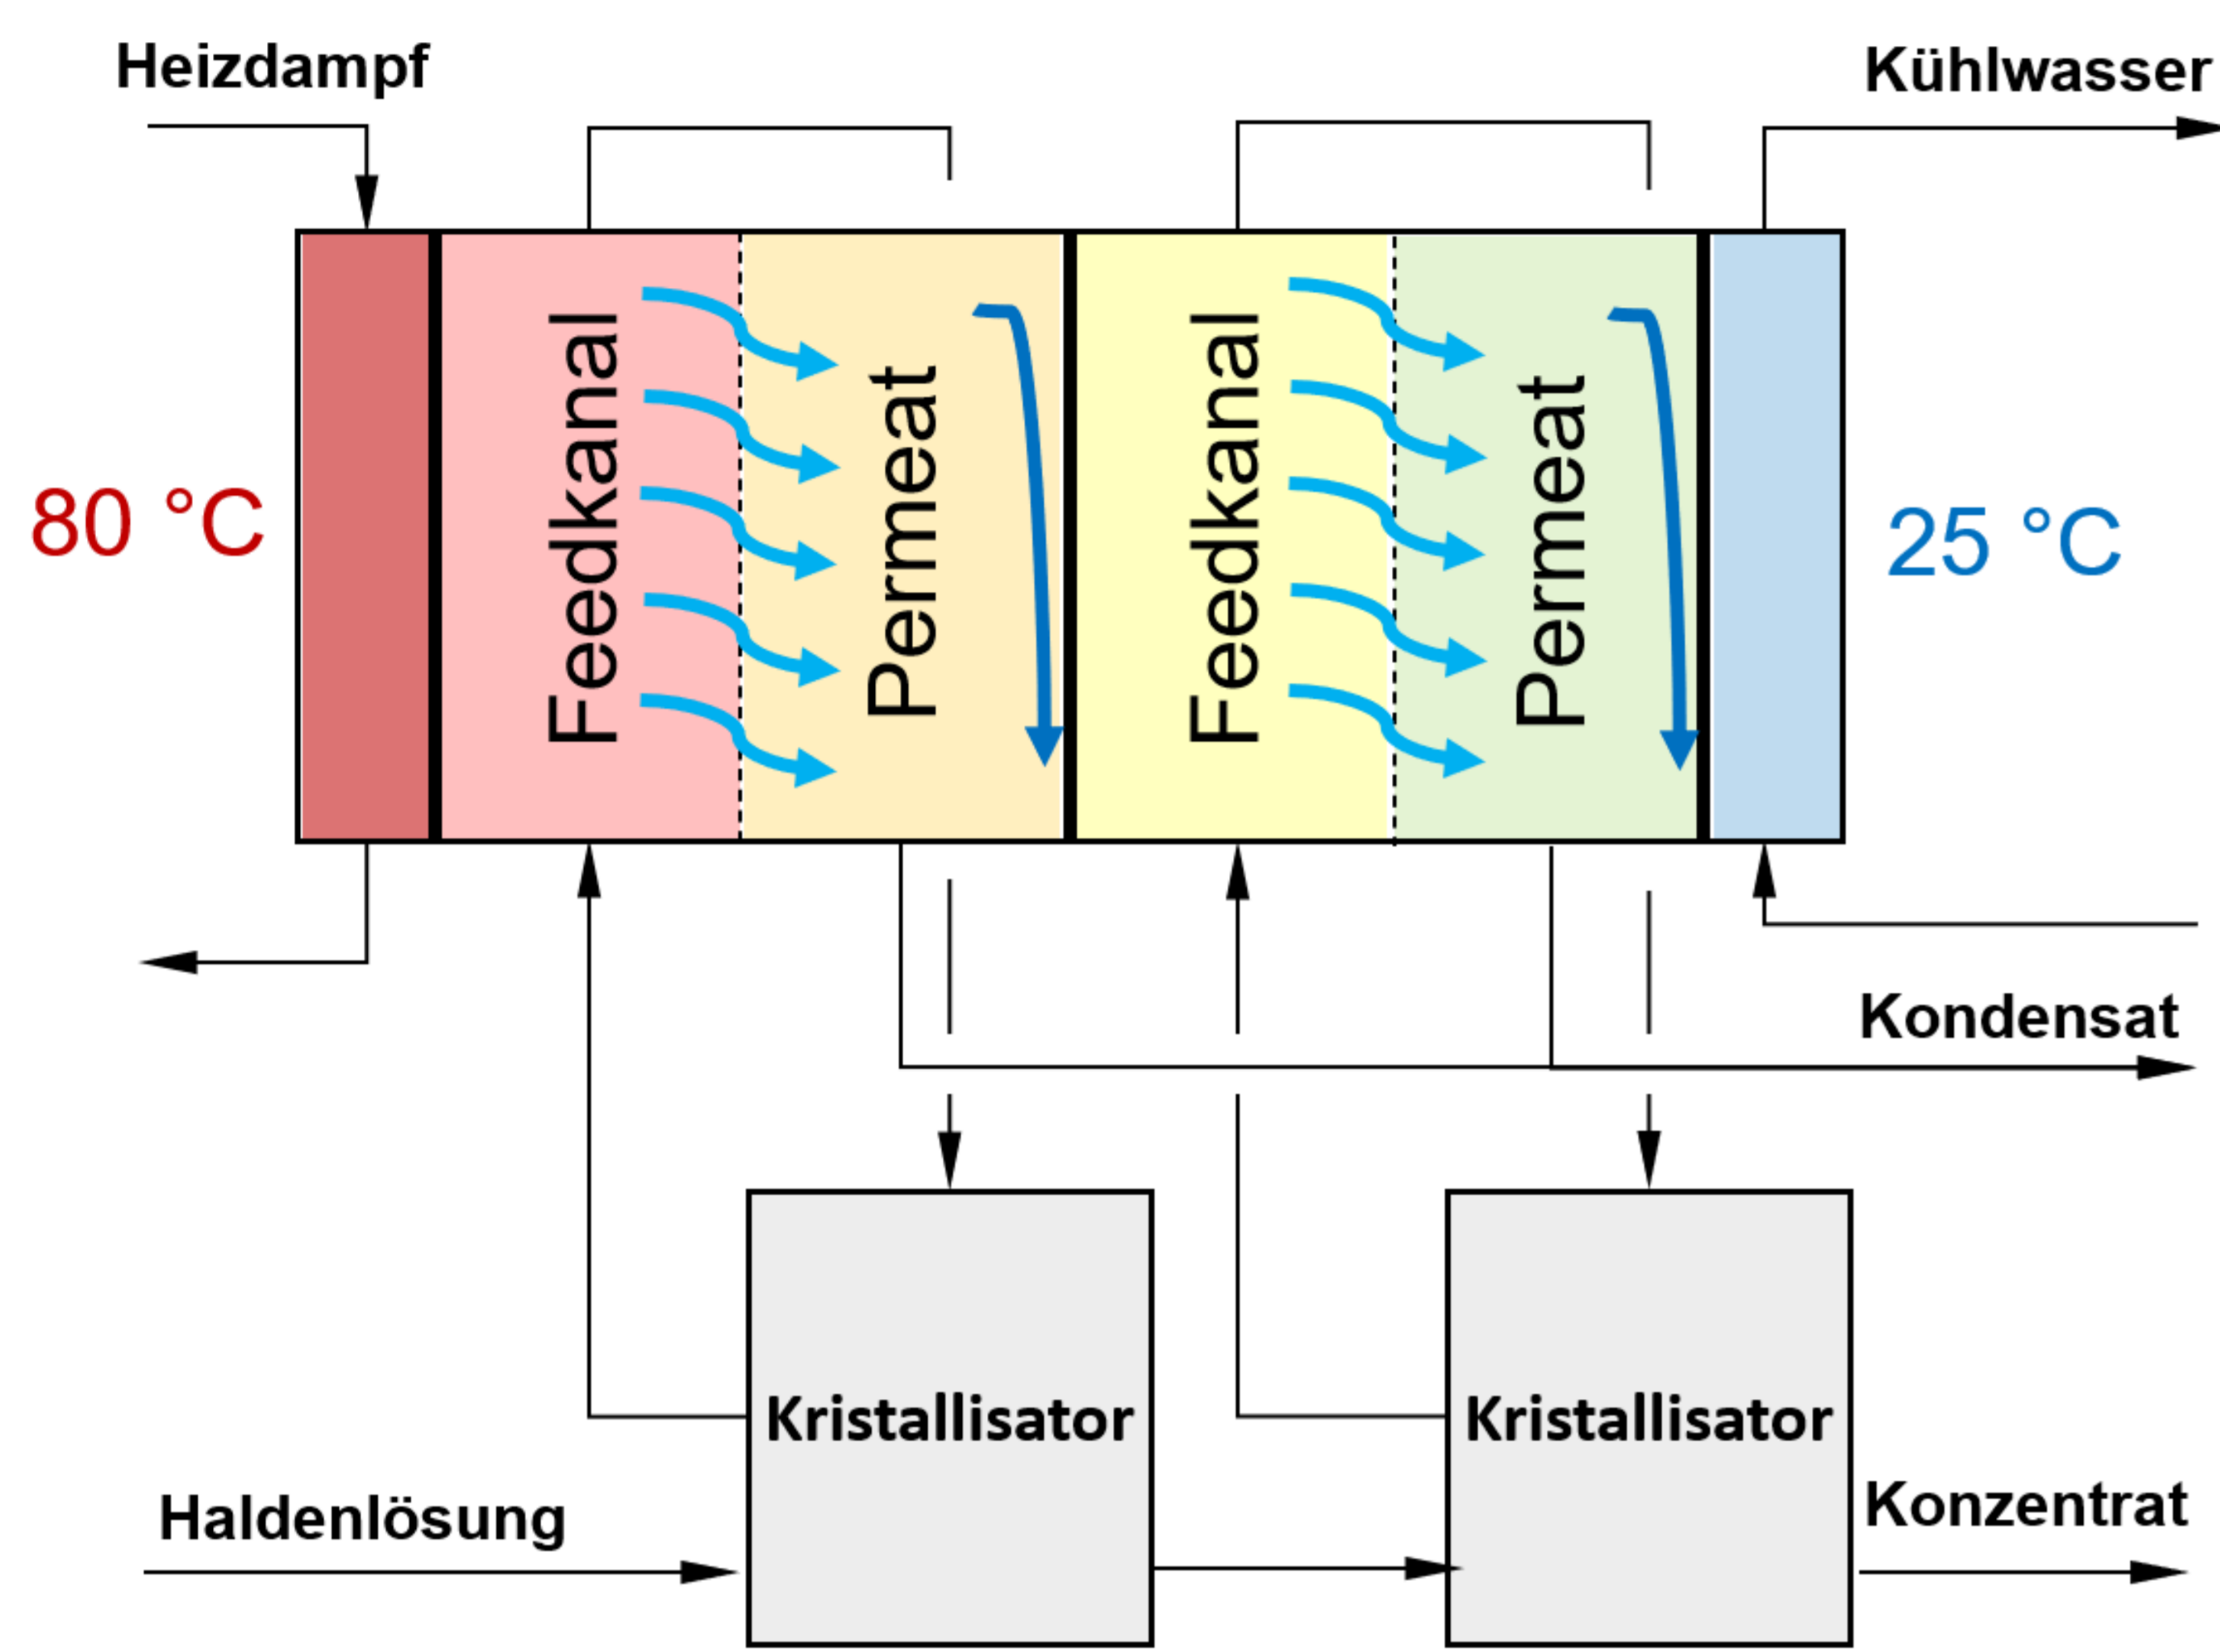 Heizdampf
Kühlwasser
80 °C
Feedkanal
Permeat
Feedkanal
Permeat
25 °C
Kondensat
Kristallisator
Kristallisator
Haldenlösung
Konzentrat